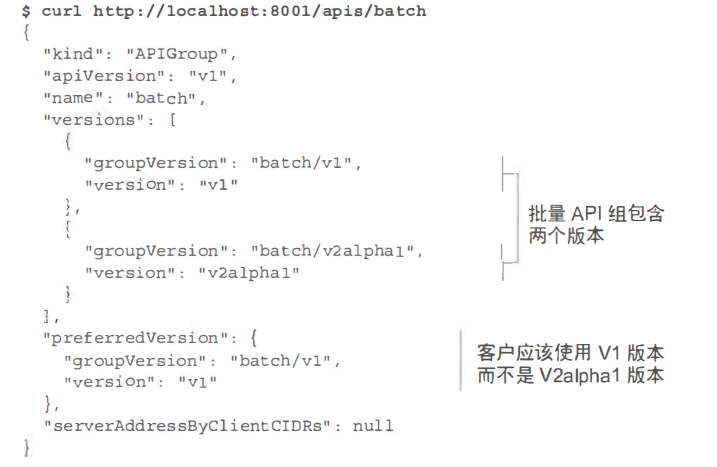 $ curl http://localhost:8001/apis/batch
{
"kind": "APIGroup",
"apiVersion": "v1",
"name": "batch",
"versions": [
{
"groupVersion": "batch/v1",
"version": "v1"
},
{
"groupVersion": "batch/v2alpha1",
"version": "v2alpha1"
}
],
"preferredVersion": {
"groupVersion": "batch/v1",
"version": "v1"
},
"serverAddressByClientCIDRs": null
}
批量 API 组包含
两个版本
客户应该使用 V1 版本
而不是 V2alpha1 版本